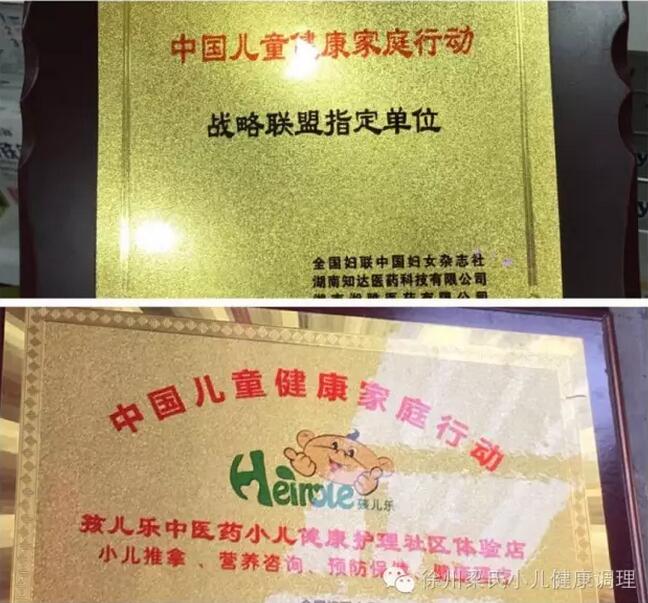 中国儿童健康家庭行动
战略联盟指定单位
全国妇联中国妇女杂志社
湖南知达医药科技有限公司
中国儿童健康家庭行动
Heirole
孩儿乐
孩儿乐中医药小儿健康护理社区体验店
小儿推拿、营养咨询、预防保健、
徐州梁氏小儿健康调理